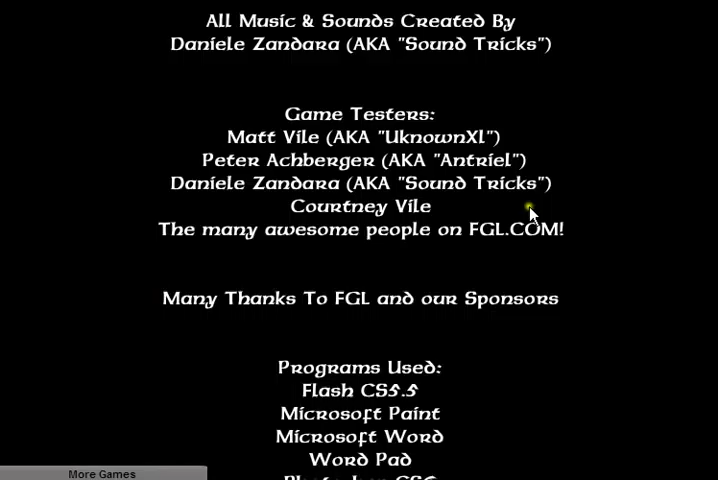 All Music & Sounds Created By
Daniele Zandara (AKA "Sound Tricks")
Game Testers:
Matt Vile (AKA "UknownXl")
Peter Achberger (AKA "Antriel")
Daniele Zandara (AKA "Sound Tricks")
Courtney Vile
The many awesome people on FGL.COM!
Many Thanks To FGL and our Sponsors
Programs Used:
Flash CS5.5
Microsoft Paint
Microsoft Word
Word Pad
More Games